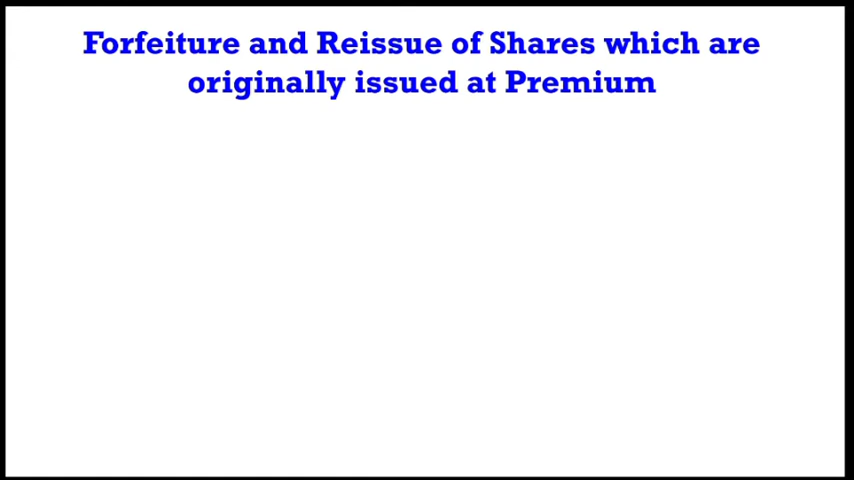 Forfeiture and Reissue of Shares which are
originally issued at Premium